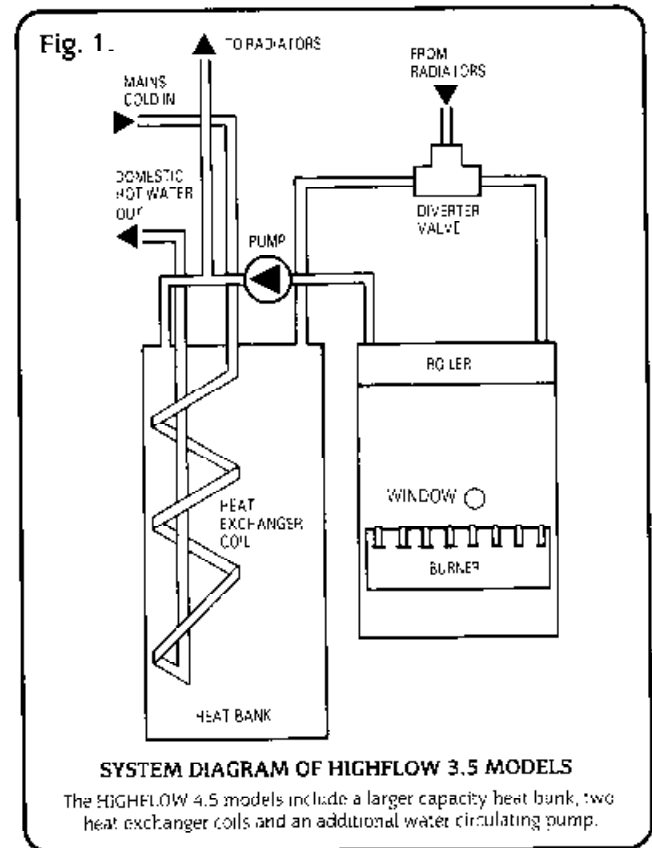 Fig. 1.
TO RADIATORS
FROM
RADIATORS
MAINS
COLD IN
DOMESTIC
HOT WATER
OUT
DIVERTER
VALVE
PUMP
BOILER
HEAT
EXCHANGER
COIL
WINDOW
BURNER
HEAT BANK
SYSTEM DIAGRAM OF HIGHFLOW 3.5 MODELS
The HIGHFLOW 4.5 models include a larger capacity heat bank, two
heat exchanger coils and an additional water circulating pump.